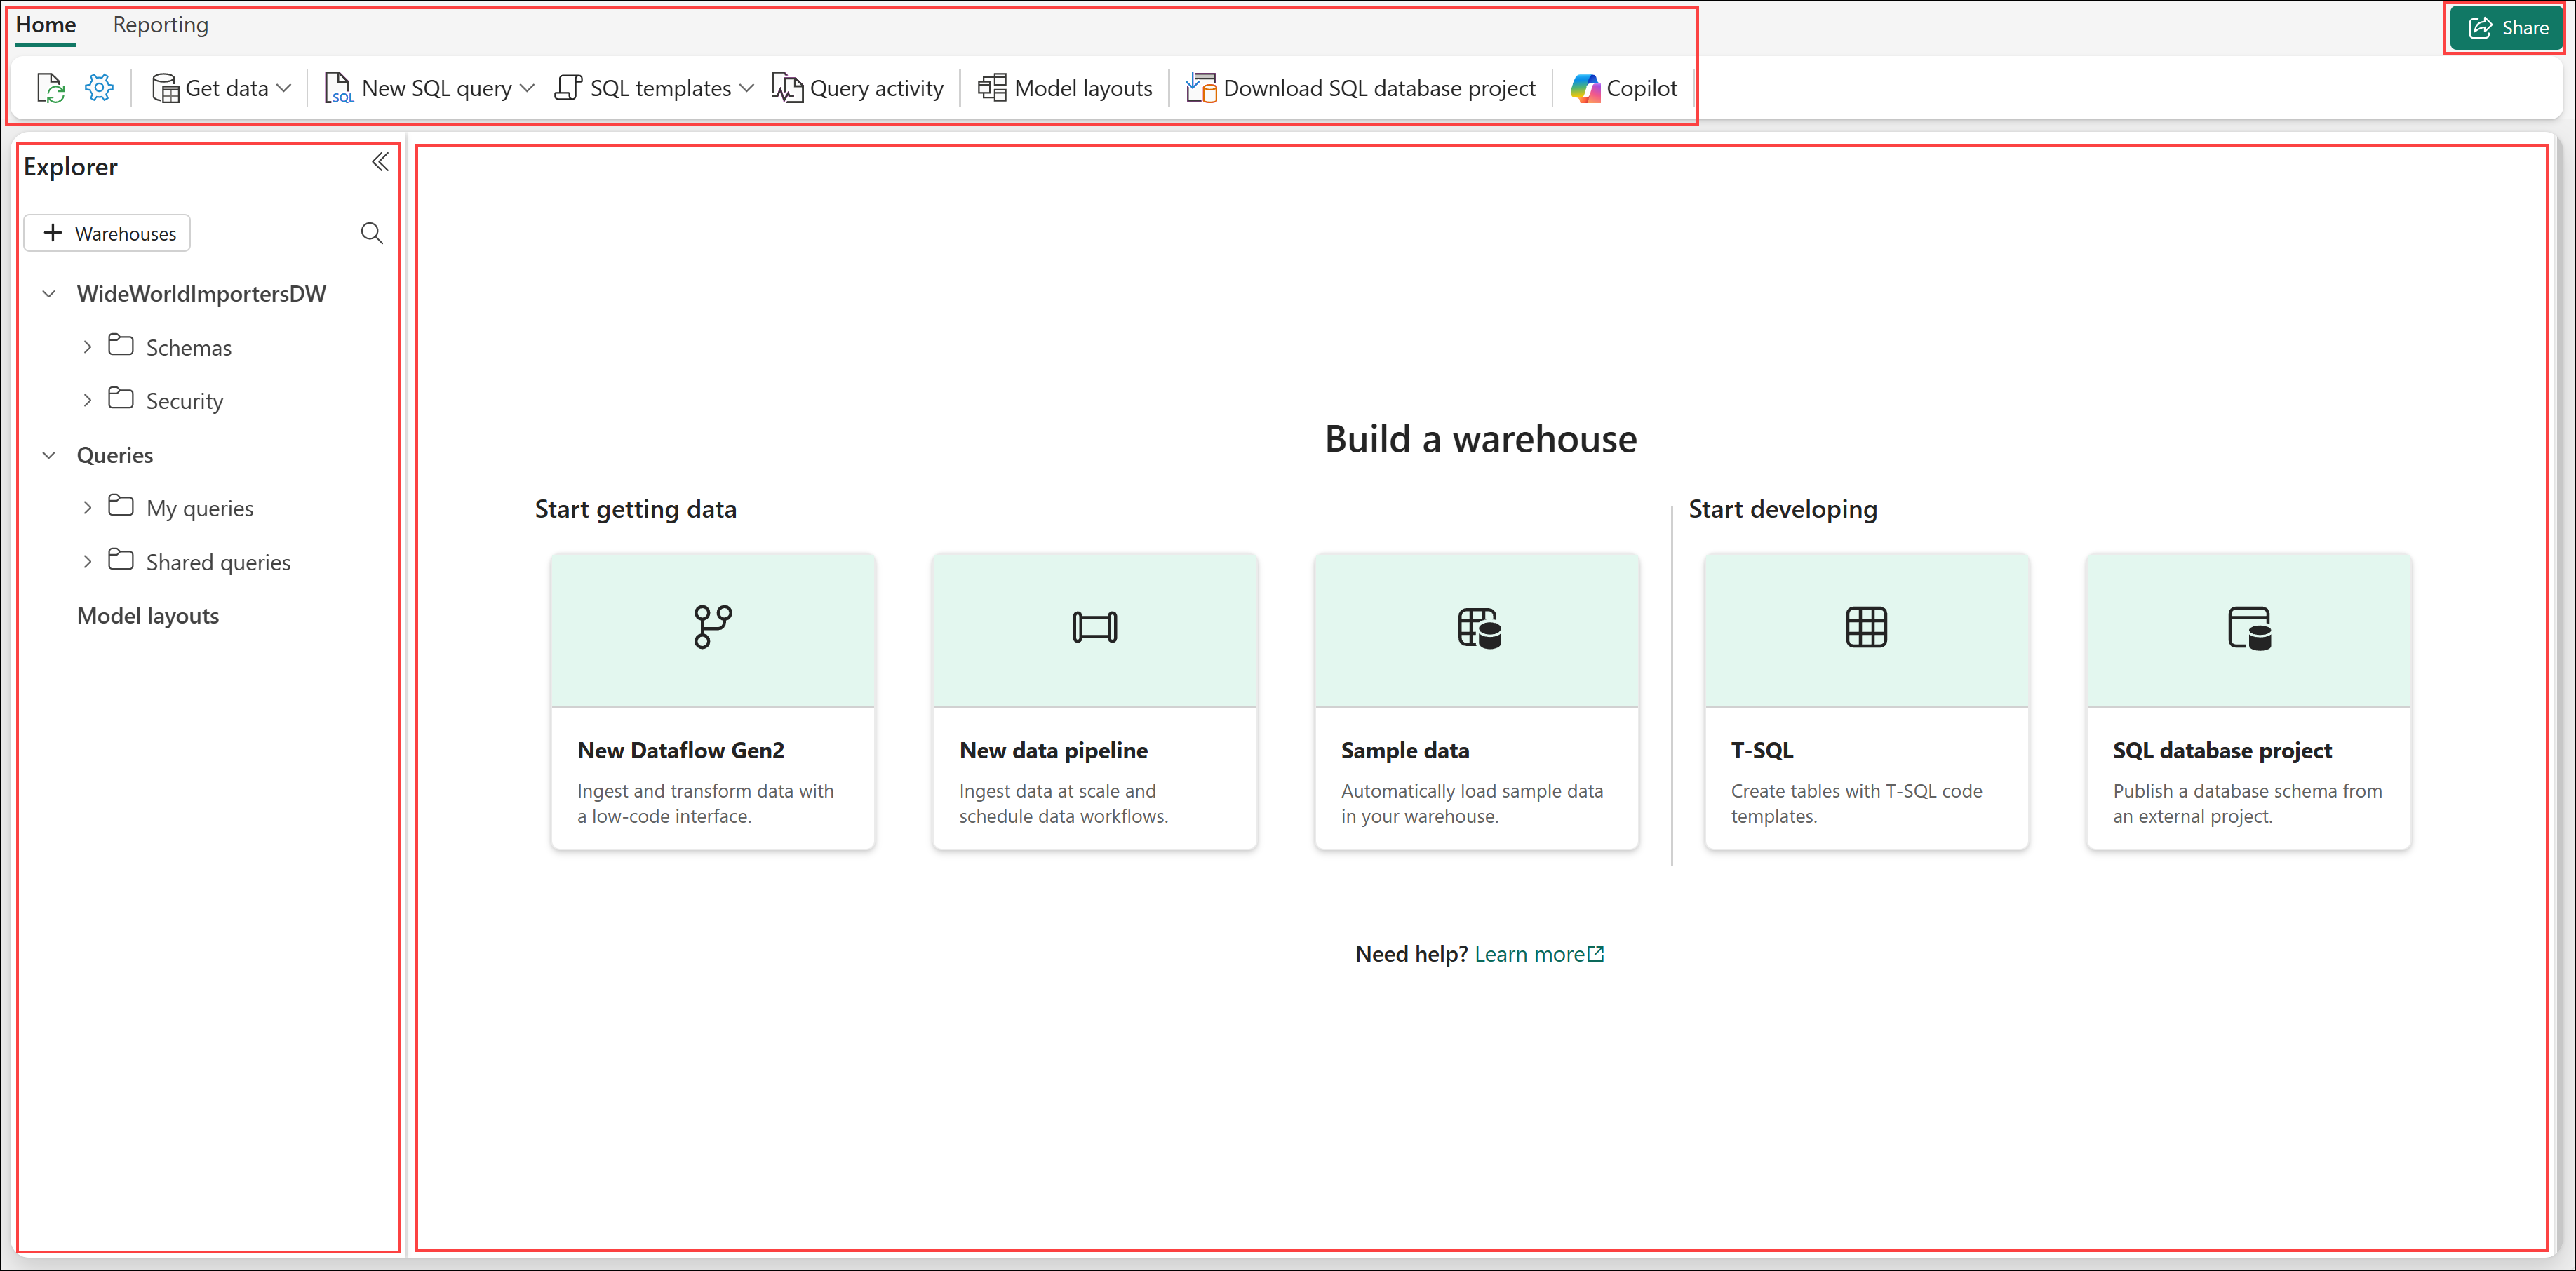 Home Reporting Share
Get data New SQL query SQL templates Query activity Model layouts Download SQL database project Copilot
SQL
Explorer
Warehouses
WideWorldImportersDW
Schemas
Security
Queries
My queries
Shared queries
Model layouts
Build a warehouse
Start getting data
New Dataflow Gen2
Ingest and transform data with
a low-code interface.
New data pipeline
Ingest data at scale and
schedule data workflows.
Sample data
Automatically load sample data
in your warehouse.
Start developing
T-SQL
Create tables with T-SQL code
templates.
SQL database project
Publish a database schema from
an external project.
Need help? Learn more